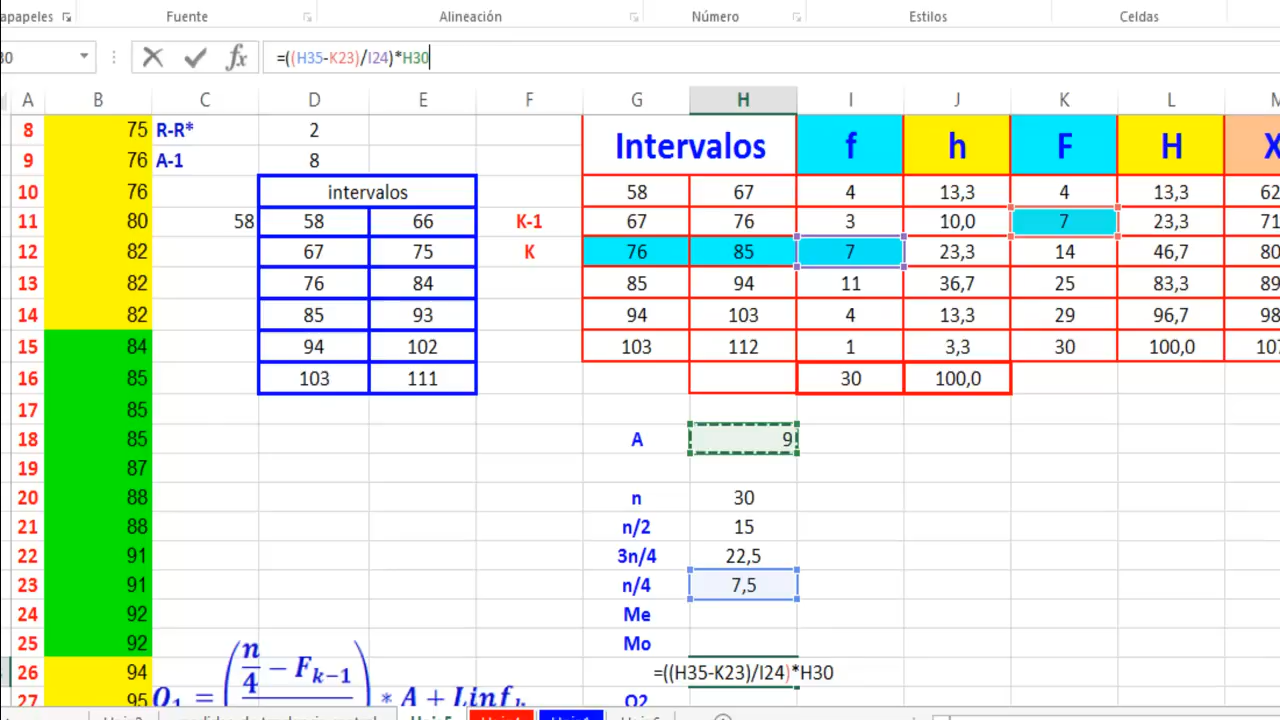 apapeles Fuente Alineación Número Estilos Celdas
=((H35-K23)/I24)*H30
A B C D E F G H I J K L
8 75 R-R* 2 Intervalos f h F H X
9 76 A-1 8
10 76 intervalos 58 67 4 13,3 4 13,3 62
11 80 58 58 66 K-1 67 76 3 10,0 7 23,3 71
12 82 67 75 K 76 85 7 23,3 14 46,7 80
13 82 76 84 85 94 11 36,7 25 83,3 89
14 82 85 93 94 103 4 13,3 29 96,7 98
15 84 94 102 103 112 1 3,3 30 100,0 107
16 85 103 111 30 100,0
17 85
18 85 A 9
19 87
20 88 n 30
21 88 n/2 15
22 91 3n/4 22,5
23 91 n/4 7,5
24 92 Me
25 92 Mo
26 94 =((H35-K23)/I24)*H30
27 95 Q2
Q₁ = (n/4 − Fₖ₋₁) * A + Linfₖ